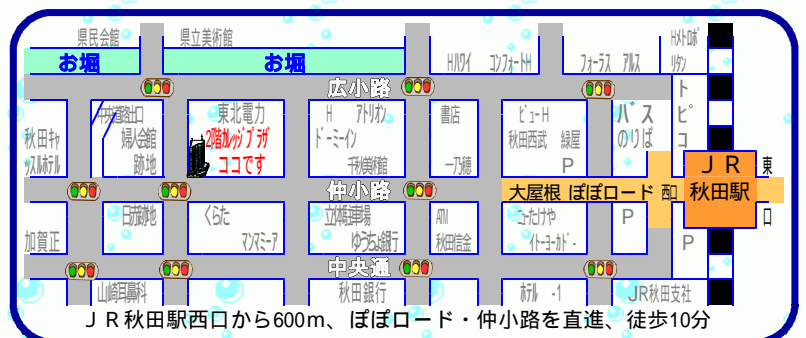 県民会館 県立美術館 Hメトロポ
お堀 お堀 Hハワイ コンフォートH フォーラス アルス リタン
広小路 ト
東北電力 H アトリオン 書店 ビューH バス ピ
秋田キャ 婦人会館 2階カレッジプラザ ドーミーイン 秋田西武 緑屋 のりば コ JR 東
ッスルホテル 跡地 ココです 千秋美術館 一乃穂 P
仲小路 大屋根 ぽぽロード 西口 秋田駅
日赤跡地 くらた 立体駐車場 ATM ニューたけや P 口
加賀正 マンマミーア ゆうちょ銀行 秋田信金 イトーヨーカドー P
中央通
山崎耳鼻科 秋田銀行 ホテル -1 JR秋田支社
JR秋田駅西口から600m、ぽぽロード・仲小路を直進、徒歩10分